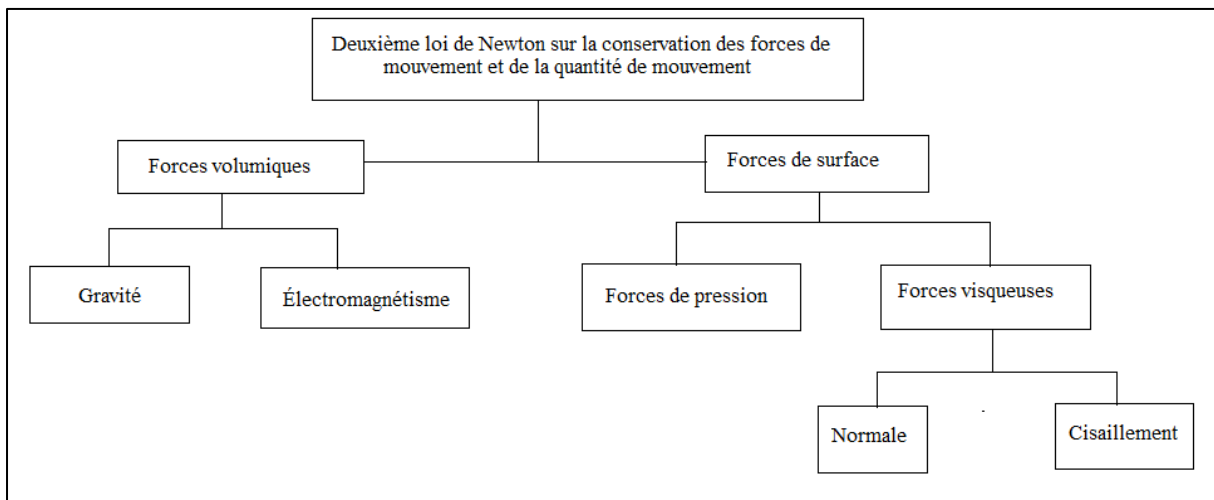 Deuxième loi de Newton sur la conservation des forces de
mouvement et de la quantité de mouvement
Forces volumiques
Forces de surface
Gravité
Électromagnétisme
Forces de pression
Forces visqueuses
Normale
Cisaillement